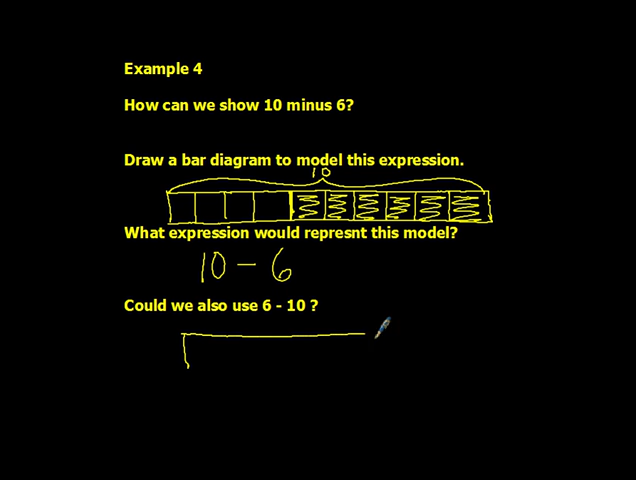 Example 4
How can we show 10 minus 6?
Draw a bar diagram to model this expression.
10
What expression would represnt this model?
10 - 6
Could we also use 6 - 10 ?